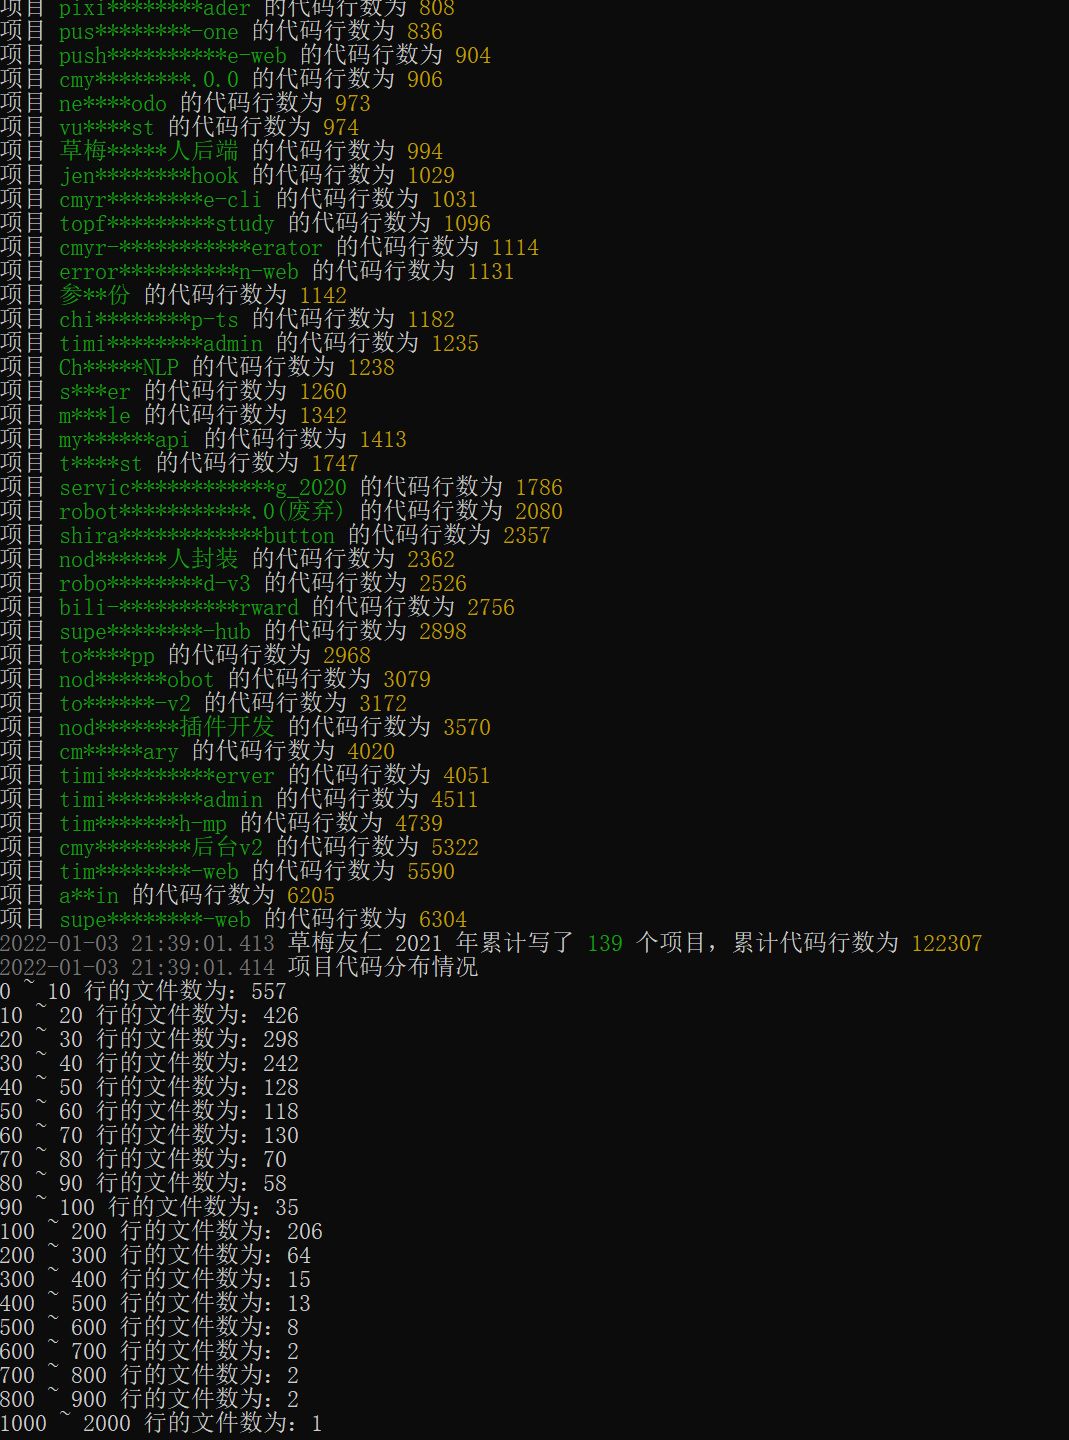 项目 pixi********ader 的代码行数为 808
项目 pus********-one 的代码行数为 836
项目 push**********e-web 的代码行数为 904
项目 cmy********.0.0 的代码行数为 906
项目 ne****odo 的代码行数为 973
项目 vu****st 的代码行数为 974
项目 草梅*****人后端 的代码行数为 994
项目 jen********hook 的代码行数为 1029
项目 cmyr********e-cli 的代码行数为 1031
项目 topf*********study 的代码行数为 1096
项目 cmyr-***********erator 的代码行数为 1114
项目 error**********n-web 的代码行数为 1131
项目 参**份 的代码行数为 1142
项目 chi********p-ts 的代码行数为 1182
项目 timi********admin 的代码行数为 1235
项目 Ch*****NLP 的代码行数为 1238
项目 s***er 的代码行数为 1260
项目 m***le 的代码行数为 1342
项目 my******api 的代码行数为 1413
项目 t****st 的代码行数为 1747
项目 servic************g_2020 的代码行数为 1786
项目 robot***********.0(废弃) 的代码行数为 2080
项目 shira************button 的代码行数为 2357
项目 nod******人封装 的代码行数为 2362
项目 robo********d-v3 的代码行数为 2526
项目 bili-**********rward 的代码行数为 2756
项目 supe********-hub 的代码行数为 2898
项目 to****pp 的代码行数为 2968
项目 nod******obot 的代码行数为 3079
项目 to******-v2 的代码行数为 3172
项目 nod*******插件开发 的代码行数为 3570
项目 cm*****ary 的代码行数为 4020
项目 timi*********erver 的代码行数为 4051
项目 timi********admin 的代码行数为 4511
项目 tim*******h-mp 的代码行数为 4739
项目 cmy********后台v2 的代码行数为 5322
项目 tim********-web 的代码行数为 5590
项目 a**in 的代码行数为 6205
项目 supe********-web 的代码行数为 6304
2022-01-03 21:39:01.413 草梅友仁 2021 年累计写了 139 个项目，累计代码行数为 122307
2022-01-03 21:39:01.414 项目代码分布情况
0 ~ 10 行的文件数为：557
10 ~ 20 行的文件数为：426
20 ~ 30 行的文件数为：298
30 ~ 40 行的文件数为：242
40 ~ 50 行的文件数为：128
50 ~ 60 行的文件数为：118
60 ~ 70 行的文件数为：130
70 ~ 80 行的文件数为：70
80 ~ 90 行的文件数为：58
90 ~ 100 行的文件数为：35
100 ~ 200 行的文件数为：206
200 ~ 300 行的文件数为：64
300 ~ 400 行的文件数为：15
400 ~ 500 行的文件数为：13
500 ~ 600 行的文件数为：8
600 ~ 700 行的文件数为：2
700 ~ 800 行的文件数为：2
800 ~ 900 行的文件数为：2
1000 ~ 2000 行的文件数为：1